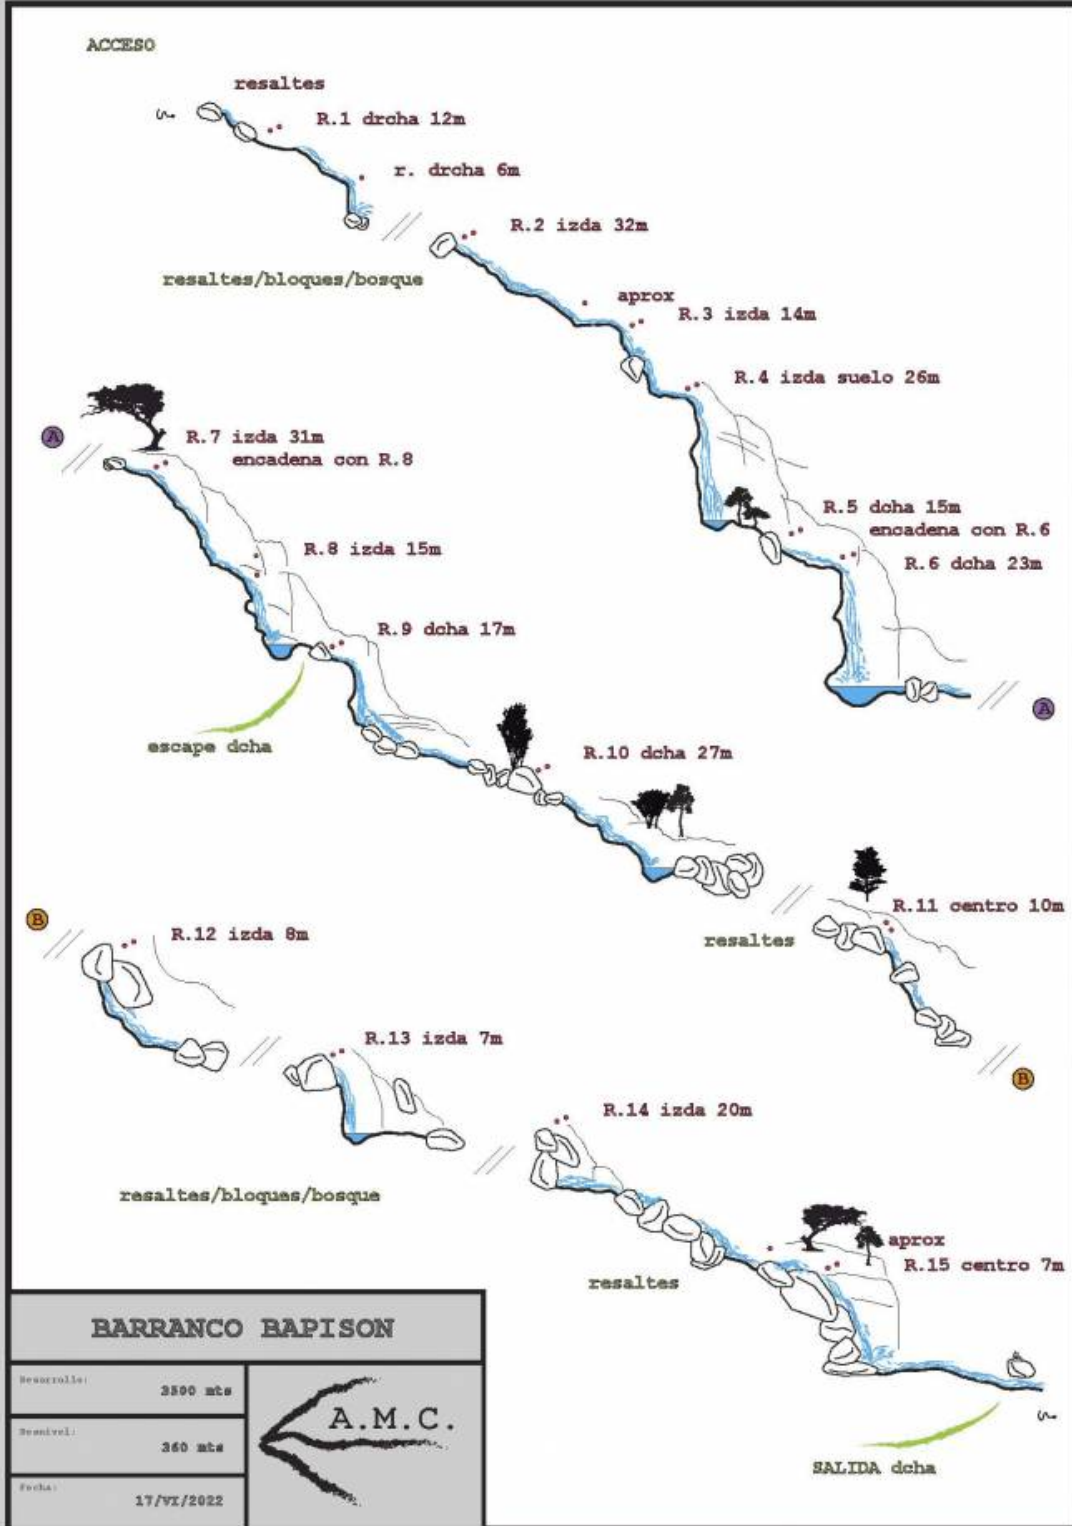 ACCESO
resaltes
R.1 drcha 12m
r. drcha 6m
R.2 izda 32m
resaltes/bloques/bosque
aprox
R.3 izda 14m
R.4 izda suelo 26m
A
R.7 izda 31m
encadena con R.8
R.5 dcha 15m
encadena con R.6
R.8 izda 15m
R.6 dcha 23m
R.9 dcha 17m
A
escape dcha
R.10 dcha 27m
R.11 centro 10m
B
R.12 izda 8m
resaltes
R.13 izda 7m
B
R.14 izda 20m
resaltes/bloques/bosque
aprox
R.15 centro 7m
resaltes
BARRANCO BAPISON
Desarrollo:
3500 mts
A.M.C.
Desnivel:
360 mts
SALIDA dcha
Fecha:
17/VI/2022